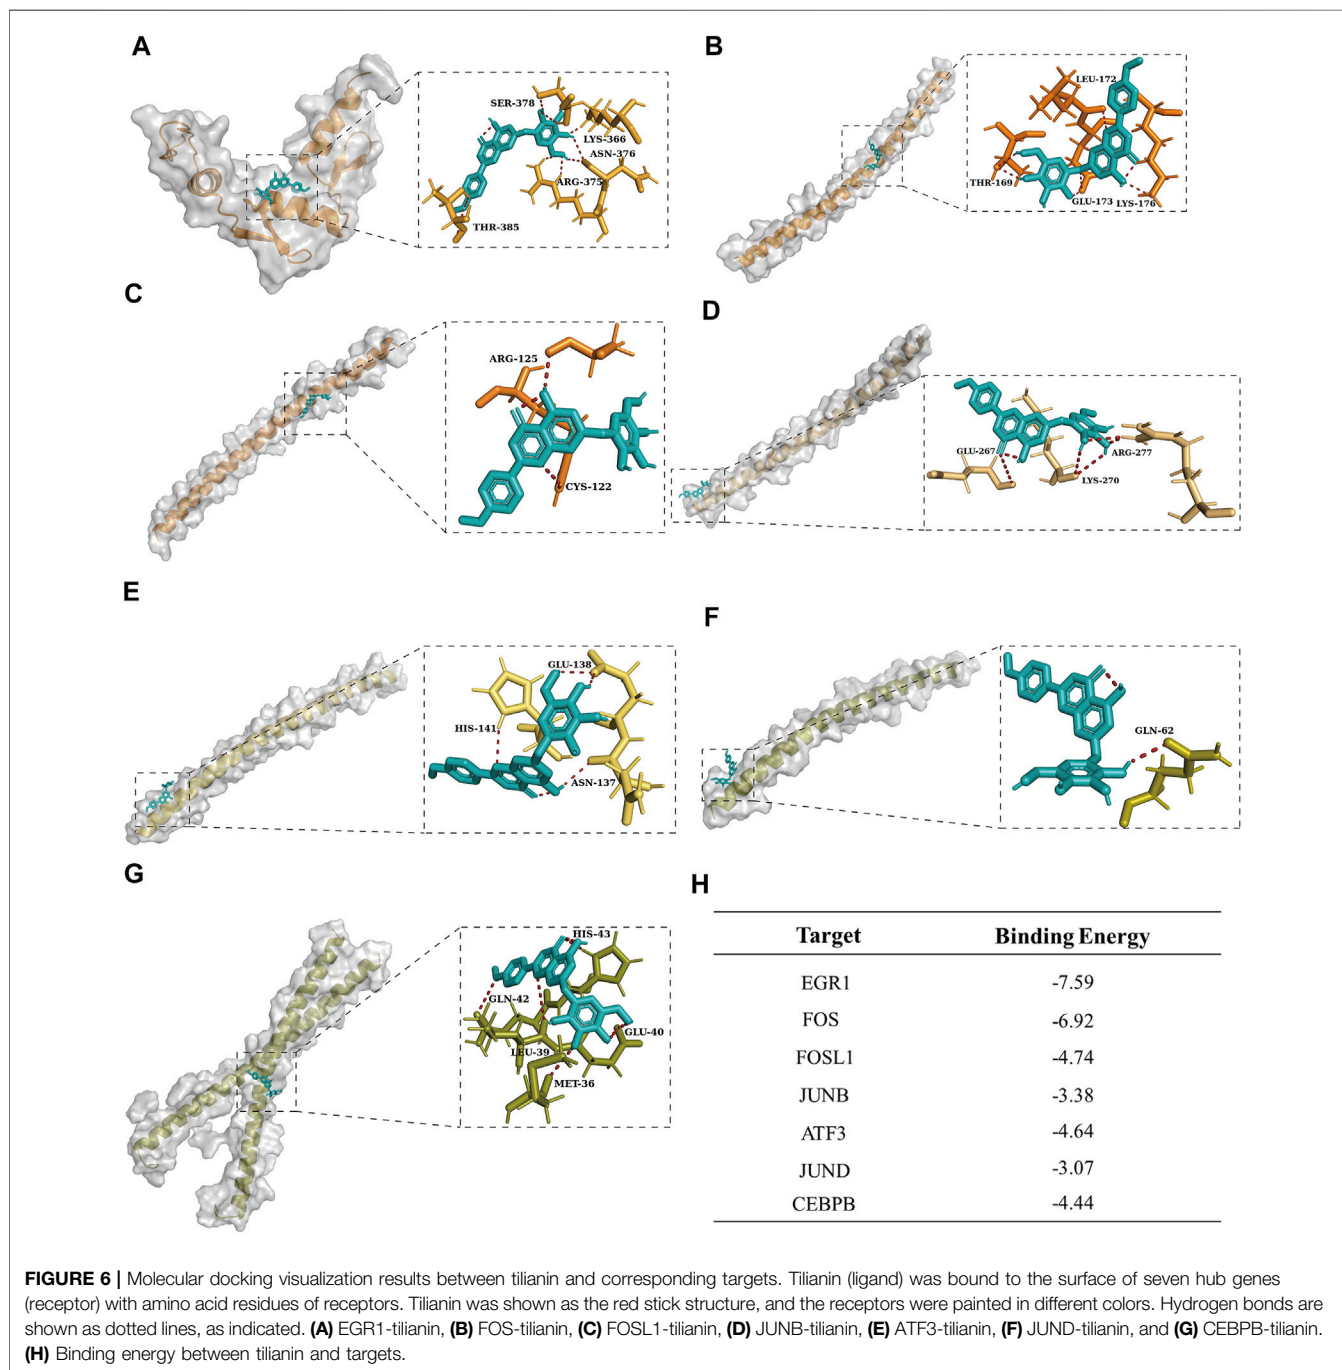 A
SER-378
LYS-366
ASN-376
ARG-375
THR-385
B
LEU-172
THR-169
GLU-173
LYS-176
C
ARG-125
CYS-122
D
GLU-267
ARG-277
LYS-270
E
GLU-138
HIS-141
ASN-137
F
GLN-62
G
HIS-43
GLN-42
GLU-40
LEU-39
MET-36
H
Target Binding Energy
EGR1 -7.59
FOS -6.92
FOSL1 -4.74
JUNB -3.38
ATF3 -4.64
JUND -3.07
CEBPB -4.44
FIGURE 6 | Molecular docking visualization results between tilianin and corresponding targets. Tilianin (ligand) was bound to the surface of seven hub genes
(receptor) with amino acid residues of receptors. Tilianin was shown as the red stick structure, and the receptors were painted in different colors. Hydrogen bonds are
shown as dotted lines, as indicated. (A) EGR1-tilianin, (B) FOS-tilianin, (C) FOSL1-tilianin, (D) JUNB-tilianin, (E) ATF3-tilianin, (F) JUND-tilianin, and (G) CEBPB-tilianin.
(H) Binding energy between tilianin and targets.